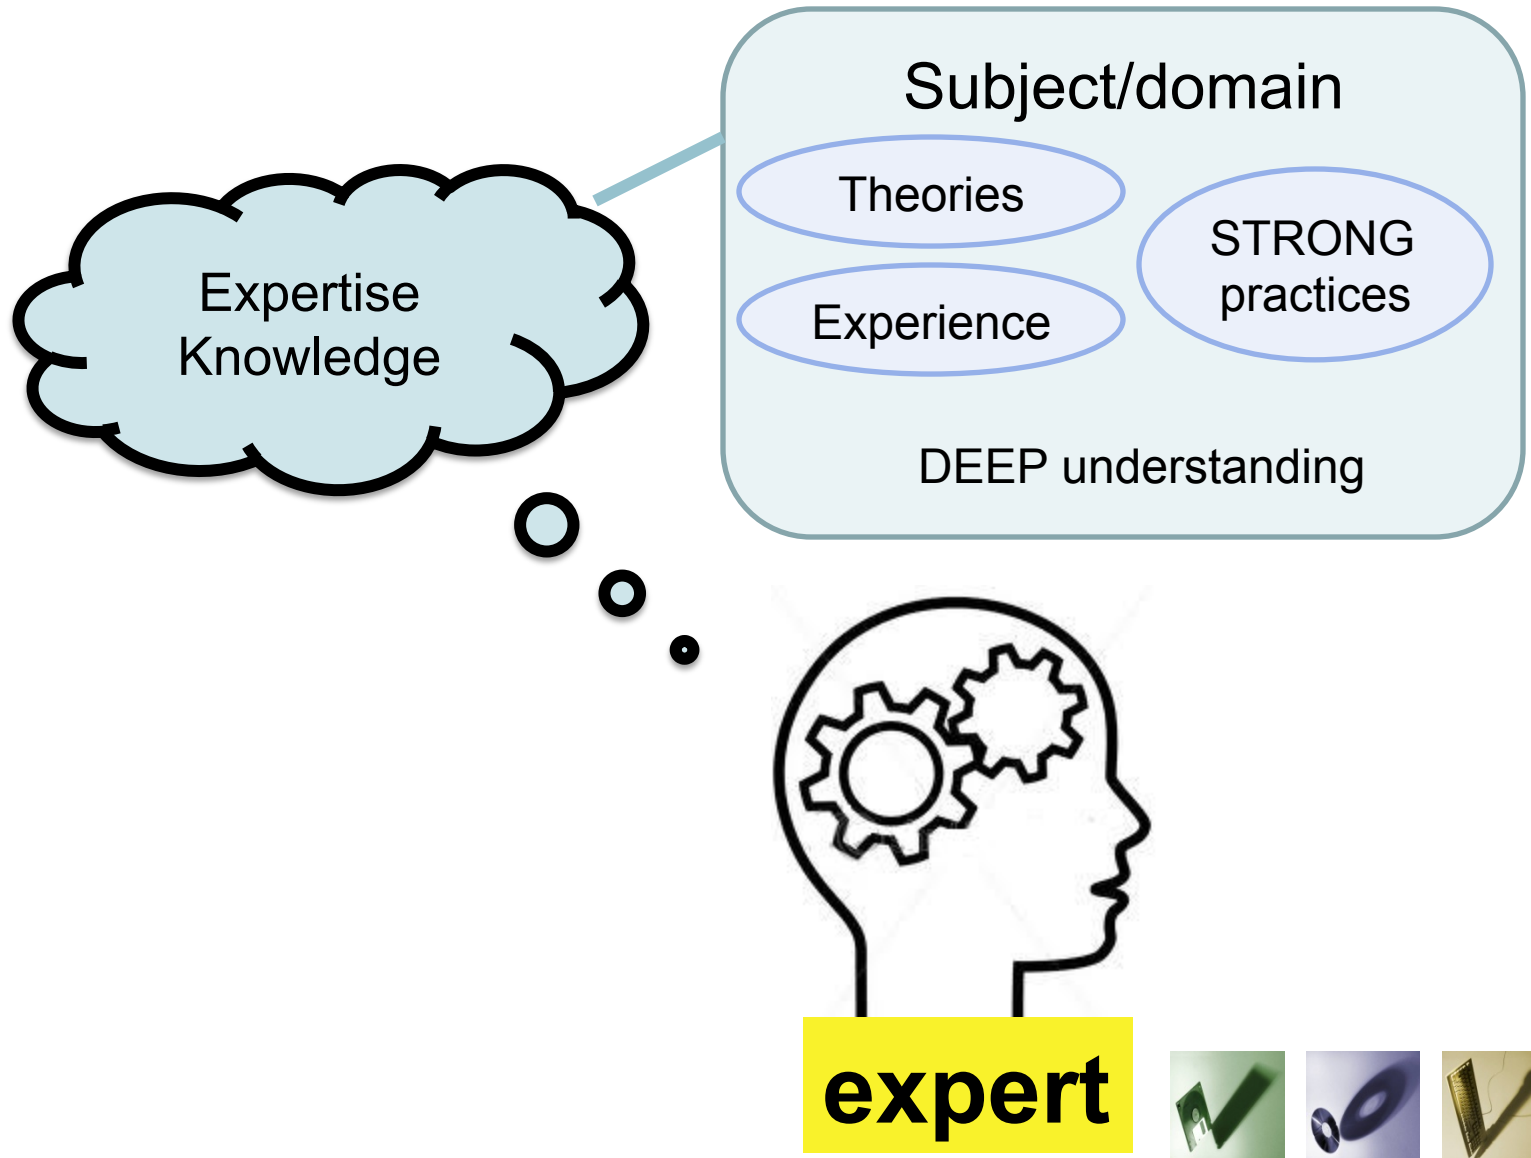 Subject/domain
Theories
STRONG
practices
Experience
Expertise
Knowledge
DEEP understanding
expert